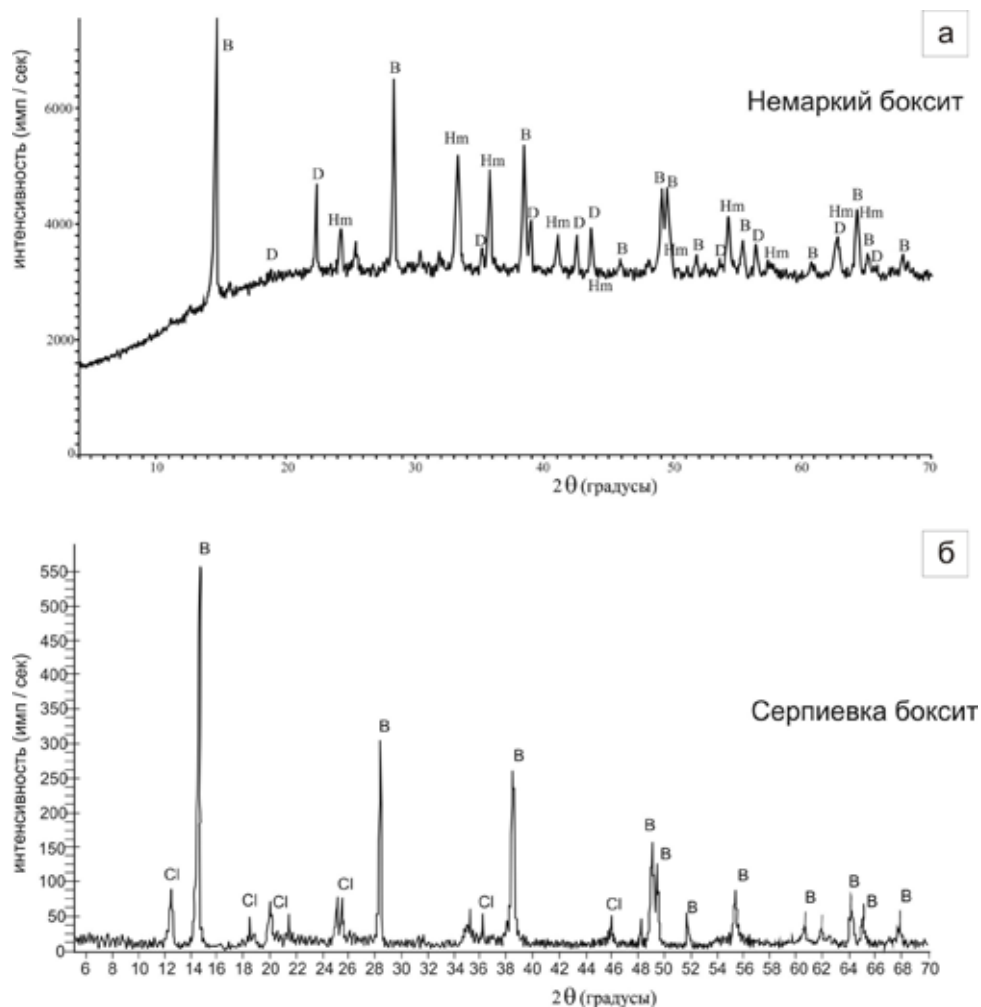 а
Немаркий боксит
интенсивность (имп / сек)
6000
4000
2000
0
B
D
D
Hm
B
Hm
D
Hm
B
D
Hm
D
D
Hm
B
B
B
Hm
B
D
Hm
B
D
Hm
B
Hm
D
B
Hm
B
D
B
10 20 30 40 50 60 70
2θ (градусы)
б
Серпиевка боксит
интенсивность (имп / сек)
550
500
450
400
350
300
250
200
150
100
50
0
Cl
B
Cl
Cl
B
Cl
B
Cl
B
B
B
B
B
B
B
B
6 8 10 12 14 16 18 20 22 24 26 28 30 32 34 36 38 40 42 44 46 48 50 52 54 56 58 60 62 64 66 68 70
2θ (градусы)